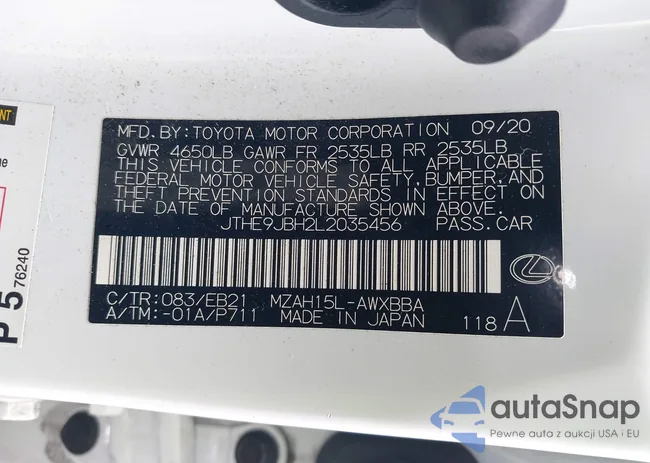 MFD.BY:TOYOTA MOTOR CORPORATION 09/20
GVWR 4650LB GAWR FR 2535LB RR 2535LB
THIS VEHICLE CONFORMS TO ALL APPLICABLE
FEDERAL MOTOR VEHICLE SAFETY,BUMPER,AND
THEFT PREVENTION STANDARDS IN EFFECT ON
THE DATE OF MANUFACTURE SHOWN ABOVE.
JTHE9JBH2L2035456 PASS.CAR
C/TR:083/EB21 MZAH15L-AWXBBA
A/TM:-01A/P711 MADE IN JAPAN 118 A
P 5 76240
autaSnap
Pewne auta z aukcji USA i EU